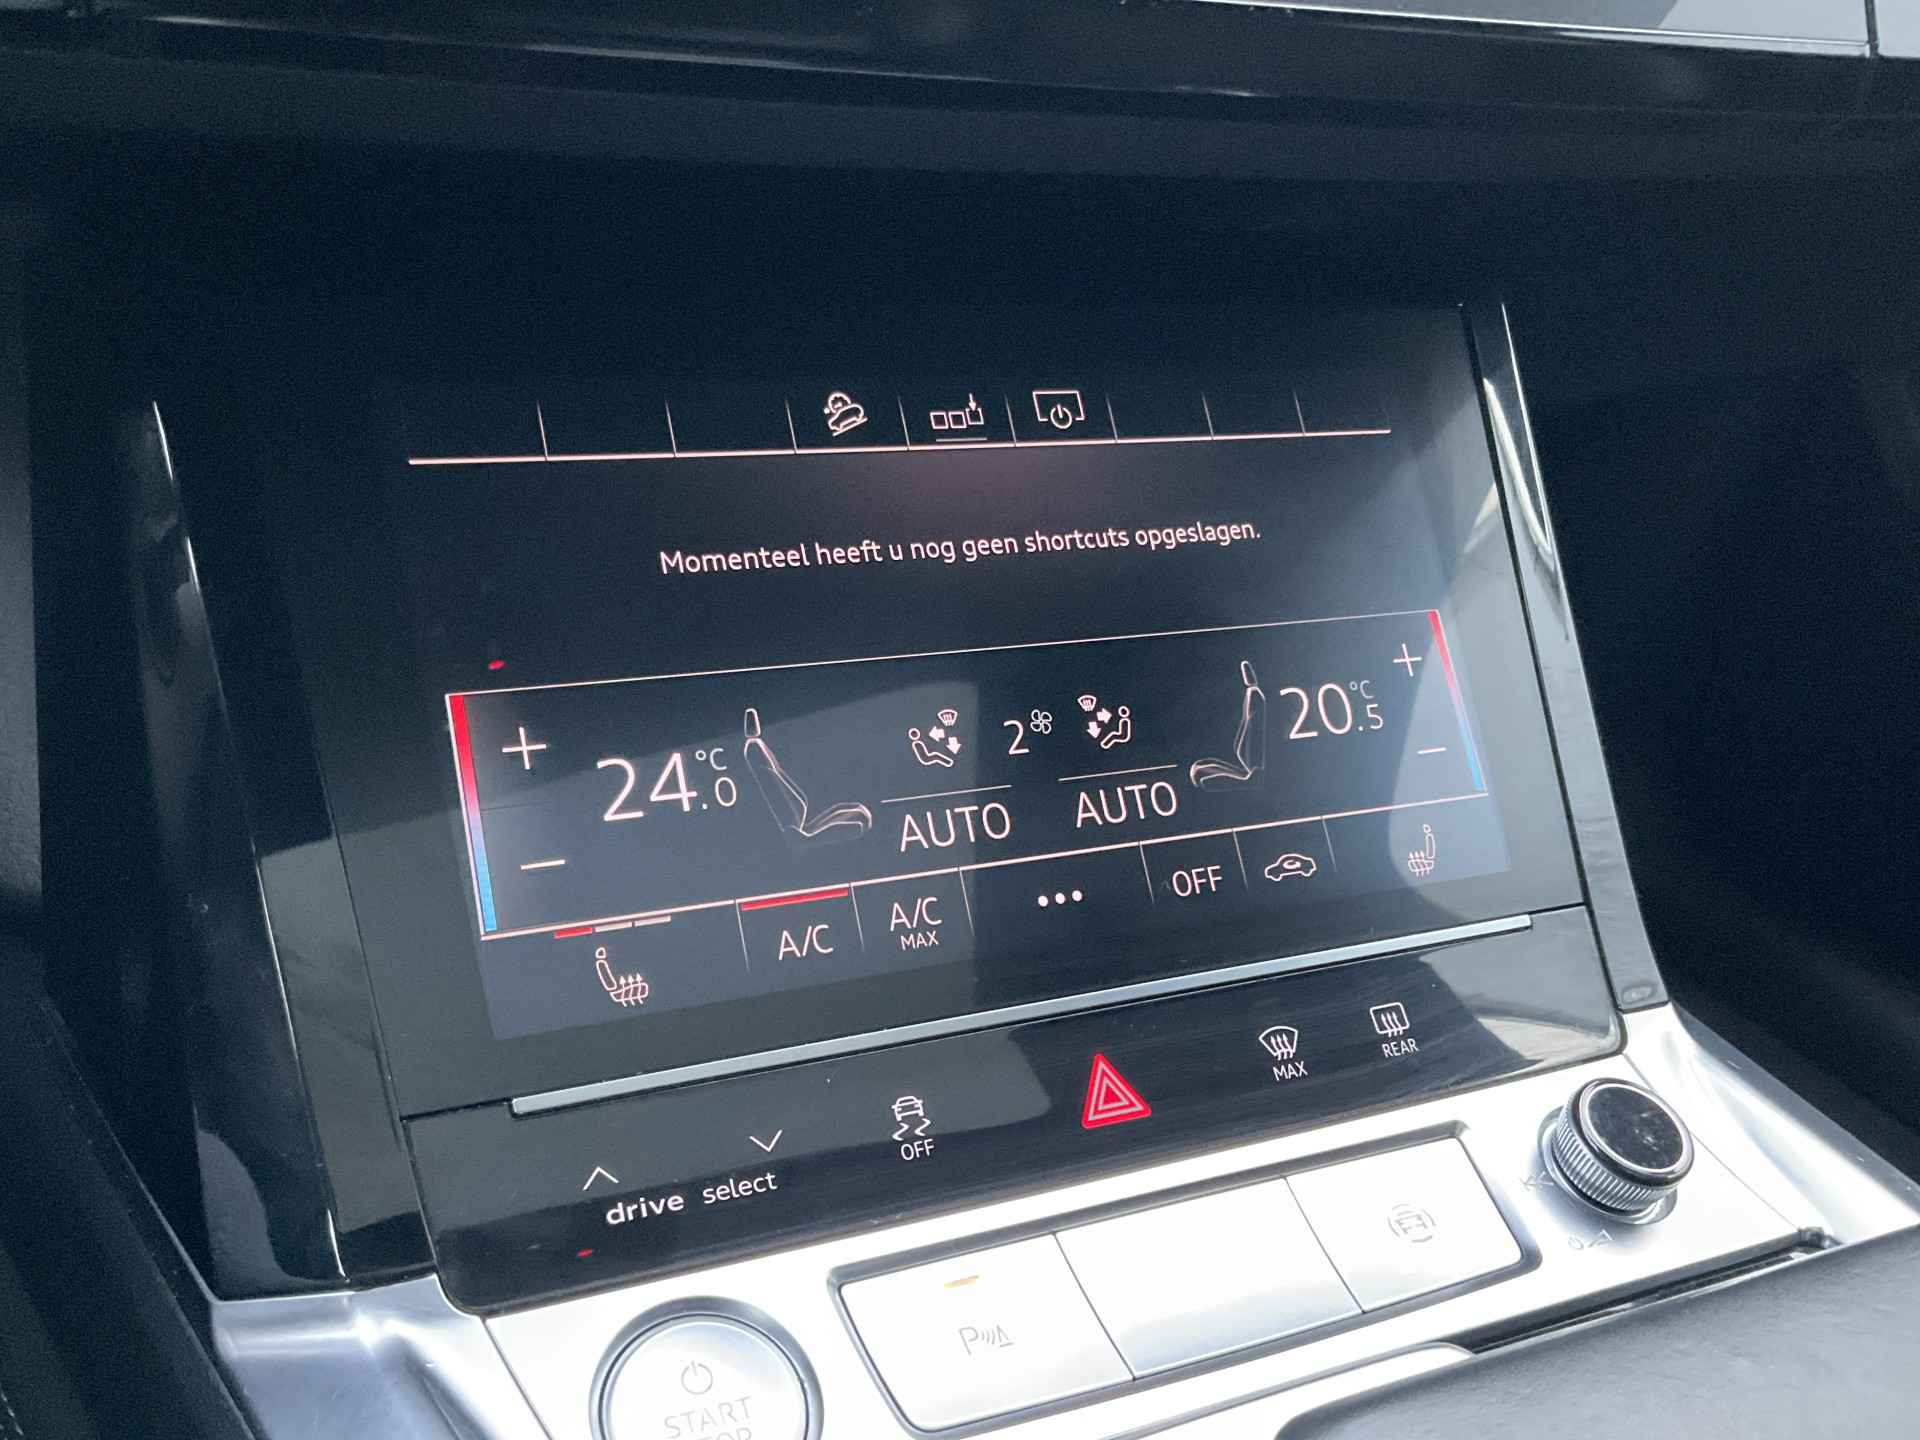 Momenteel heeft u nog geen shortcuts opgeslagen.
24.0 °C
2
20.5 °C
AUTO
AUTO
A/C
A/C MAX
OFF
drive select
OFF
MAX
REAR
START
STOP
P